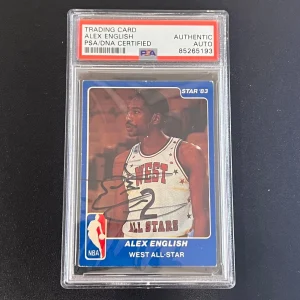 TRADING CARD
ALEX ENGLISH
PSA/DNA CERTIFIED
AUTHENTIC
AUTO
85265193
PSA
STAR '83
WEST
2
ALL STARS
NBA
ALEX ENGLISH
WEST ALL-STAR